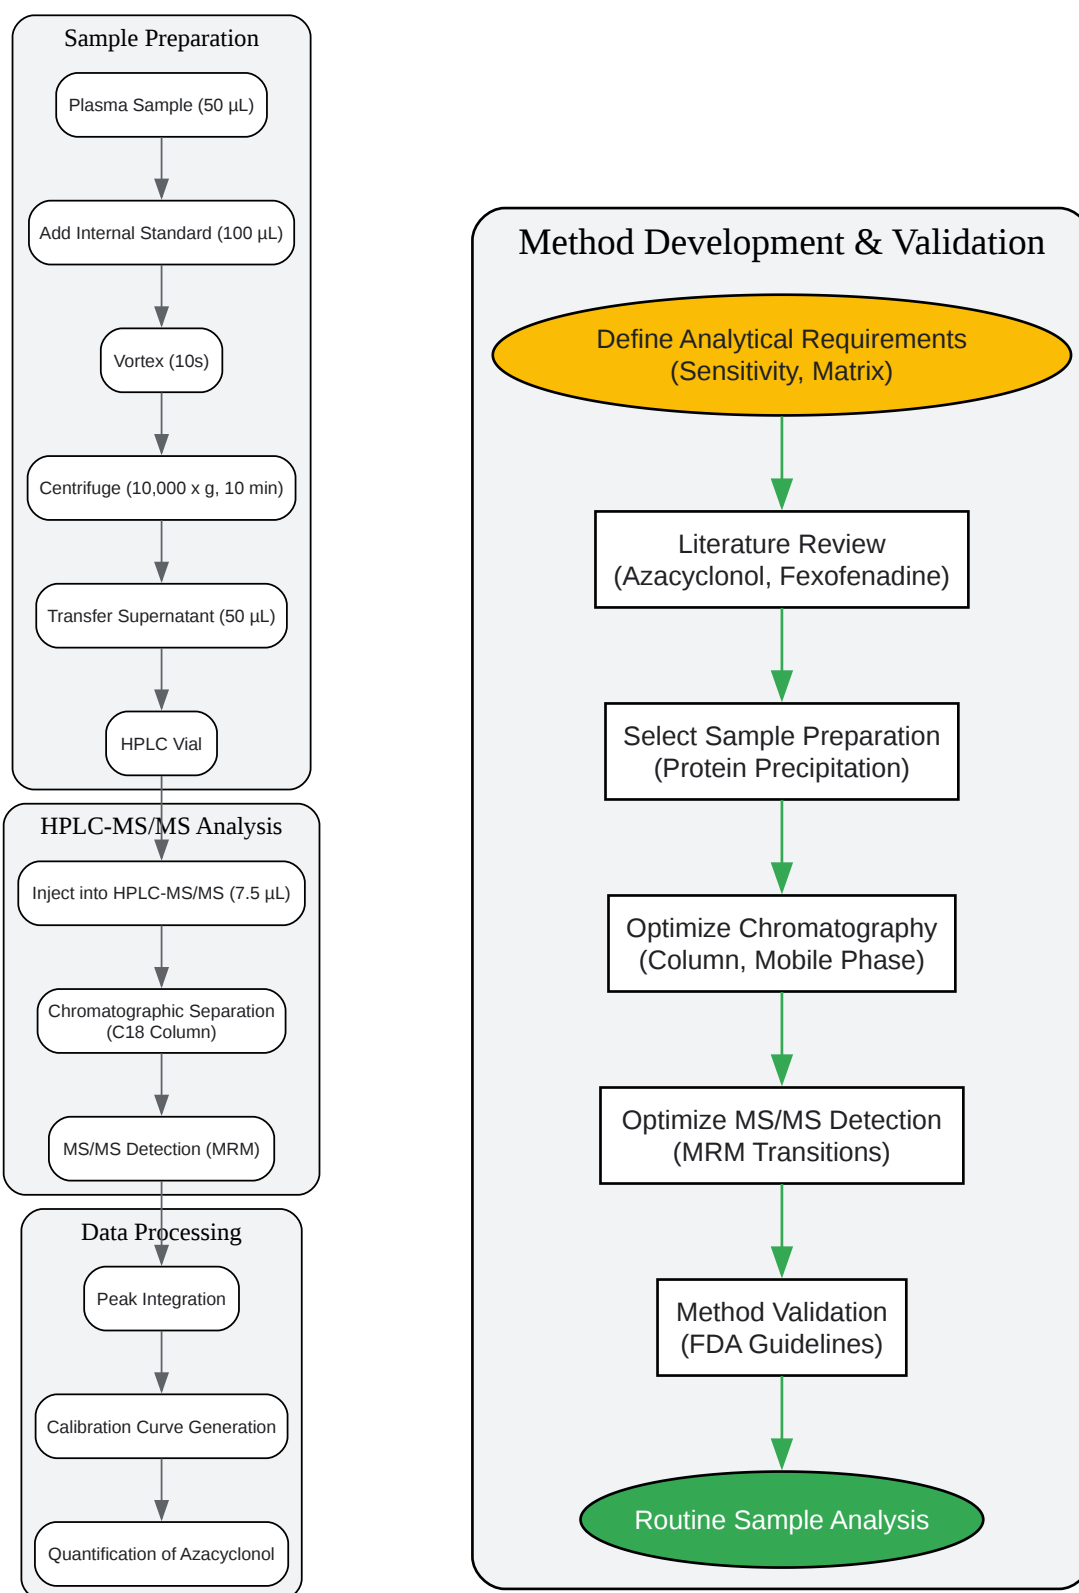 Sample Preparation
Plasma Sample (50 µL)
Add Internal Standard (100 µL)
Vortex (10s)
Centrifuge (10,000 x g, 10 min)
Transfer Supernatant (50 µL)
HPLC Vial
HPLC-MS/MS Analysis
Inject into HPLC-MS/MS (7.5 µL)
Chromatographic Separation
(C18 Column)
MS/MS Detection (MRM)
Data Processing
Peak Integration
Calibration Curve Generation
Quantification of Azacyclonol
Method Development & Validation
Define Analytical Requirements
(Sensitivity, Matrix)
Literature Review
(Azacyclonol, Fexofenadine)
Select Sample Preparation
(Protein Precipitation)
Optimize Chromatography
(Column, Mobile Phase)
Optimize MS/MS Detection
(MRM Transitions)
Method Validation
(FDA Guidelines)
Routine Sample Analysis